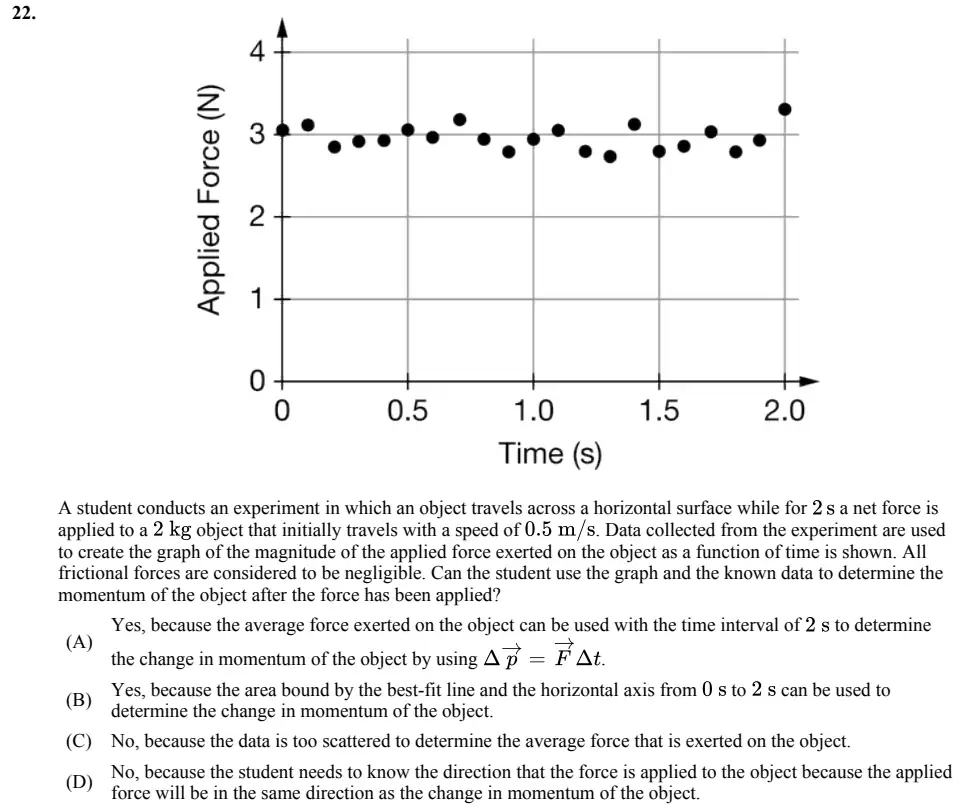 22.
4
3
2
1
0
Applied Force (N)
0 0.5 1.0 1.5 2.0
Time (s)
A student conducts an experiment in which an object travels across a horizontal surface while for 2 s a net force is
applied to a 2 kg object that initially travels with a speed of 0.5 m/s. Data collected from the experiment are used
to create the graph of the magnitude of the applied force exerted on the object as a function of time is shown. All
frictional forces are considered to be negligible. Can the student use the graph and the known data to determine the
momentum of the object after the force has been applied?
(A) Yes, because the average force exerted on the object can be used with the time interval of 2 s to determine
the change in momentum of the object by using Δp⃗ = F⃗Δt.
(B) Yes, because the area bound by the best-fit line and the horizontal axis from 0 s to 2 s can be used to
determine the change in momentum of the object.
(C) No, because the data is too scattered to determine the average force that is exerted on the object.
(D) No, because the student needs to know the direction that the force is applied to the object because the applied
force will be in the same direction as the change in momentum of the object.